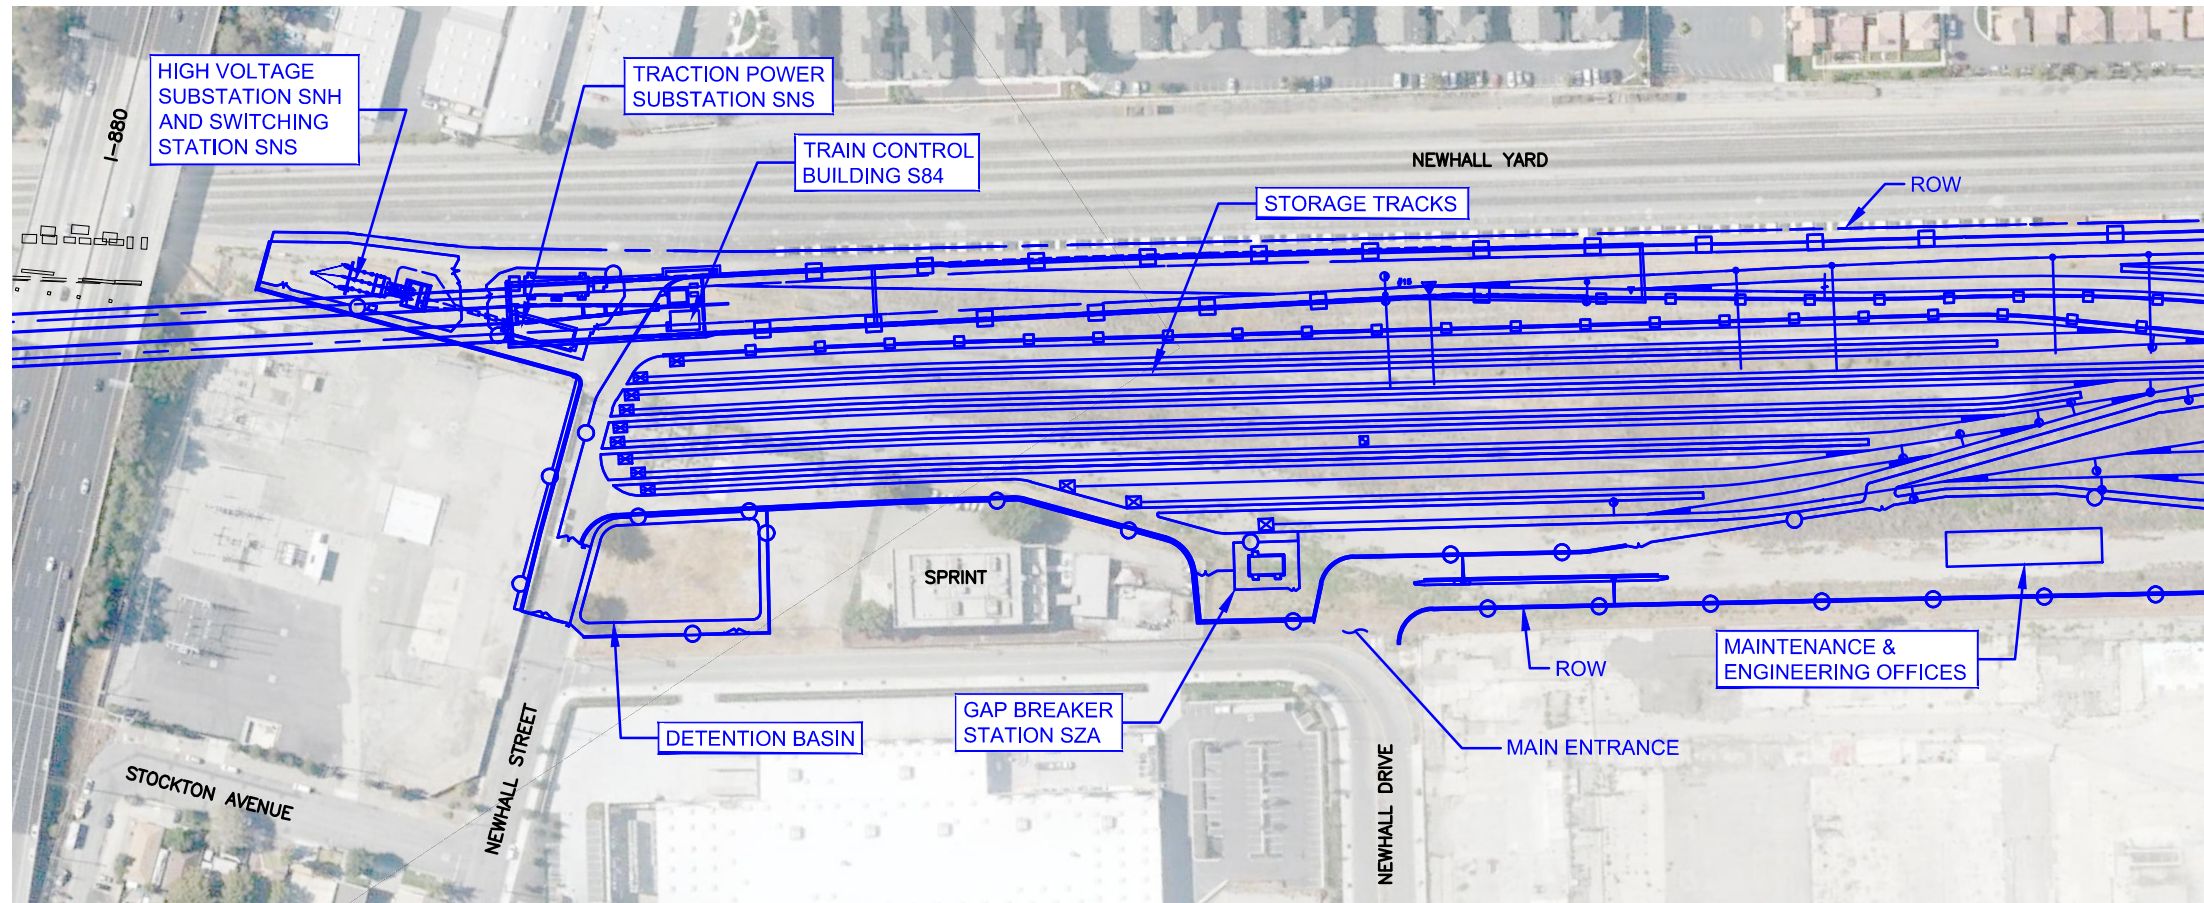 HIGH VOLTAGE
SUBSTATION SNH
AND SWITCHING
STATION SNS
I-880
TRACTION POWER
SUBSTATION SNS
TRAIN CONTROL
BUILDING S84
NEWHALL YARD
ROW
STORAGE TRACKS
#15
SPRINT
GAP BREAKER
STATION SZA
DETENTION BASIN
MAINTENANCE &
ENGINEERING OFFICES
ROW
MAIN ENTRANCE
NEWHALL STREET
NEWHALL DRIVE
STOCKTON AVENUE